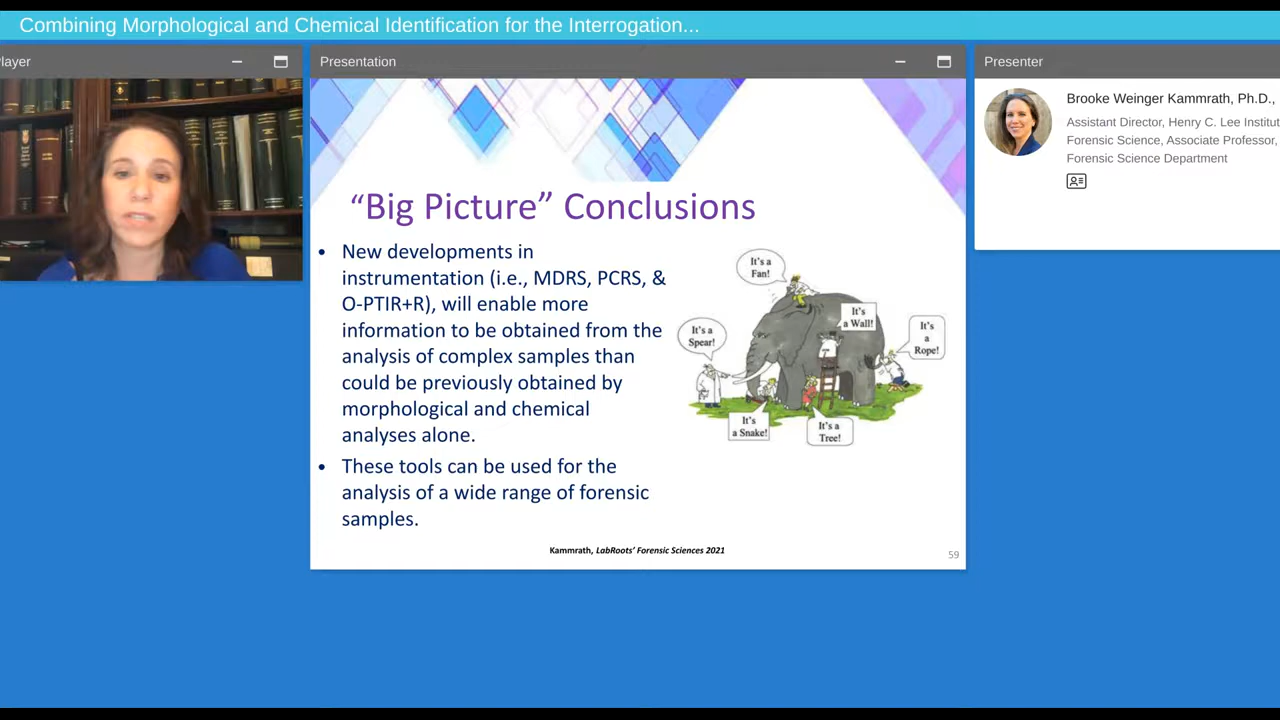 Combining Morphological and Chemical Identification for the Interrogation...
layer
Presentation
Presenter
Brooke Weinger Kammrath, Ph.D.,
Assistant Director, Henry C. Lee Institut
Forensic Science, Associate Professor,
Forensic Science Department
“Big Picture” Conclusions
• New developments in
instrumentation (i.e., MDRS, PCRS, &
O-PTIR+R), will enable more
information to be obtained from the
analysis of complex samples than
could be previously obtained by
morphological and chemical
analyses alone.
• These tools can be used for the
analysis of a wide range of forensic
samples.
It's a
Fan!
It's
a Wall!
It's a
Spear!
It's
a
Rope!
It's
a Snake!
It's a
Tree!
Kammrath, LabRoots’ Forensic Sciences 2021
59